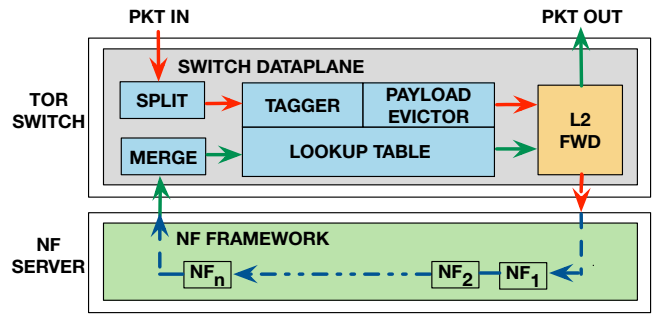 PKT IN
PKT OUT
SWITCH DATAPLANE
TOR
SWITCH
SPLIT
TAGGER
PAYLOAD
EVICTOR
L2
FWD
MERGE
LOOKUP TABLE
NF
SERVER
NF FRAMEWORK
NFn
NF2
NF1